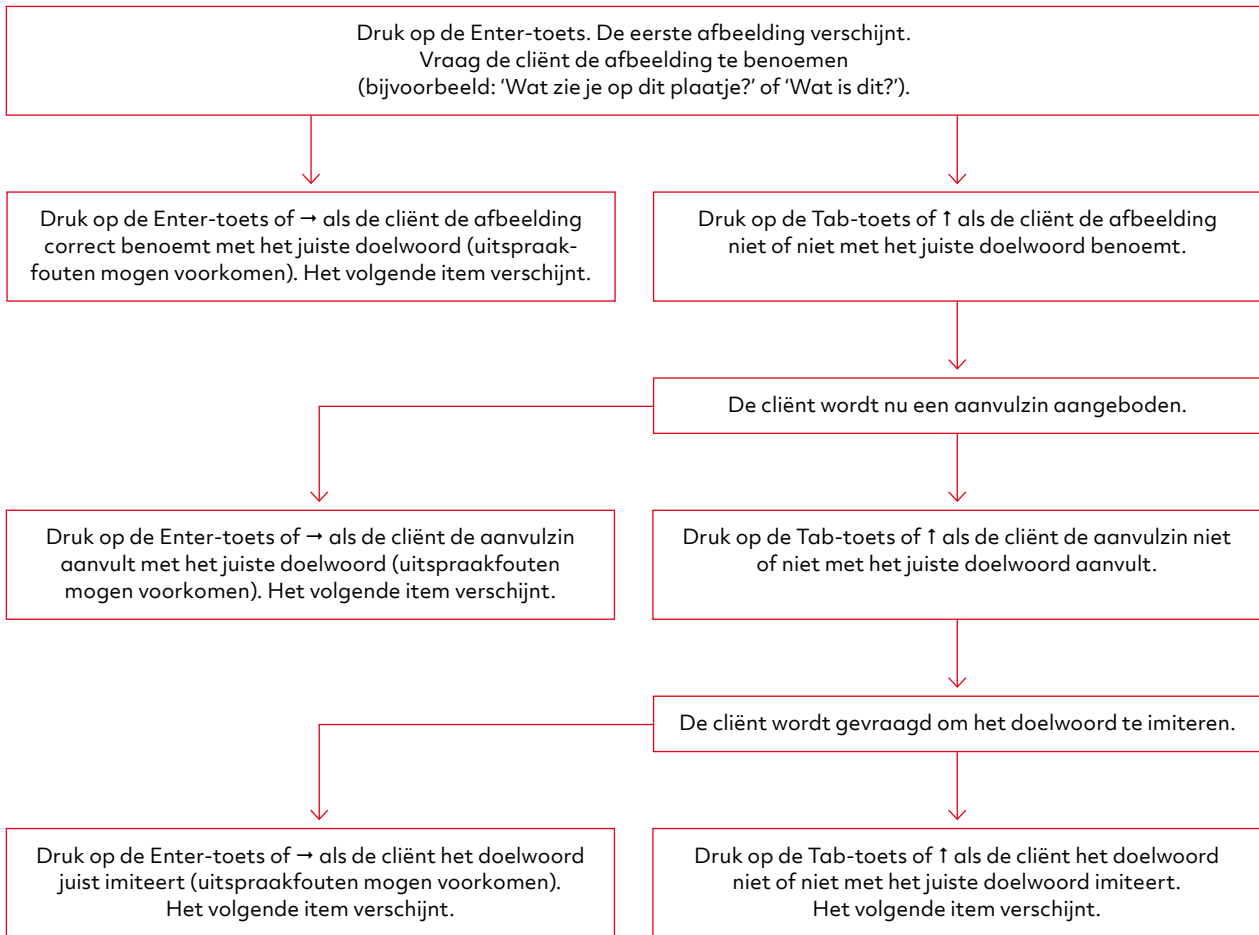 Druk op de Enter-toets. De eerste afbeelding verschijnt.
Vraag de cliënt de afbeelding te benoemen
(bijvoorbeeld: ‘Wat zie je op dit plaatje?’ of ‘Wat is dit?’).
Druk op de Enter-toets of → als de cliënt de afbeelding
correct benoemt met het juiste doelwoord (uitspraak-
fouten mogen voorkomen). Het volgende item verschijnt.
Druk op de Tab-toets of ↑ als de cliënt de afbeelding
niet of niet met het juiste doelwoord benoemt.
De cliënt wordt nu een aanvulzin aangeboden.
Druk op de Enter-toets of → als de cliënt de aanvulzin
aanvult met het juiste doelwoord (uitspraakfouten
mogen voorkomen). Het volgende item verschijnt.
Druk op de Tab-toets of ↑ als de cliënt de aanvulzin niet
of niet met het juiste doelwoord aanvult.
De cliënt wordt gevraagd om het doelwoord te imiteren.
Druk op de Enter-toets of → als de cliënt het doelwoord
juist imiteert (uitspraakfouten mogen voorkomen).
Het volgende item verschijnt.
Druk op de Tab-toets of ↑ als de cliënt het doelwoord
niet of niet met het juiste doelwoord imiteert.
Het volgende item verschijnt.